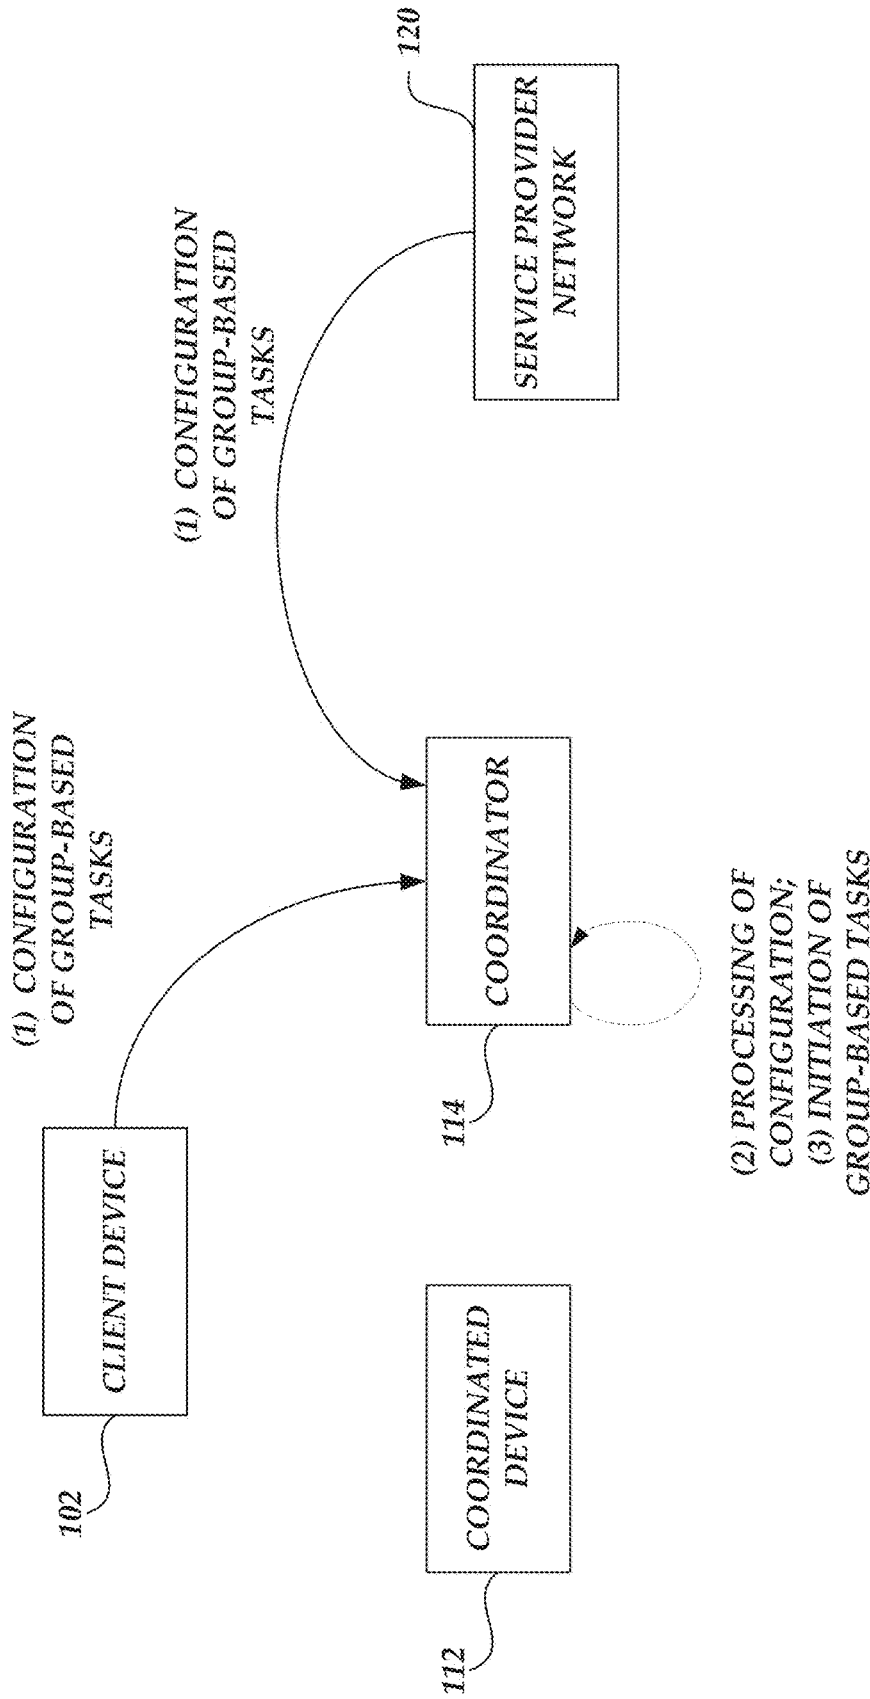 (1) CONFIGURATION
OF GROUP-BASED
TASKS
102
CLIENT DEVICE
(1) CONFIGURATION
OF GROUP-BASED
TASKS
120
112
COORDINATED
DEVICE
114
COORDINATOR
SERVICE PROVIDER
NETWORK
(2) PROCESSING OF
CONFIGURATION;
(3) INITIATION OF
GROUP-BASED TASKS